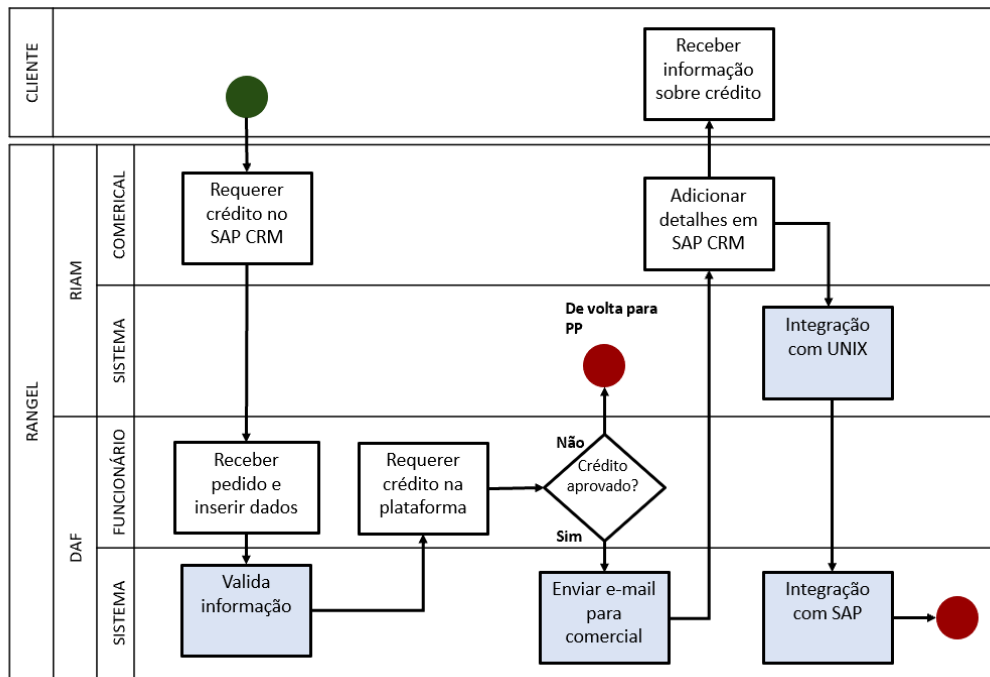 CLIENTE
Receber
informação
sobre crédito
RANGEL
RIAM
COMERICAL
Requerer
crédito no
SAP CRM
Adicionar
detalhes em
SAP CRM
SISTEMA
De volta para
PP
Integração
com UNIX
DAF
FUNCIONÁRIO
Receber
pedido e
inserir dados
Requerer
crédito na
plataforma
Não
Crédito
aprovado?
Sim
SISTEMA
Valida
informação
Enviar e-mail
para
comercial
Integração
com SAP